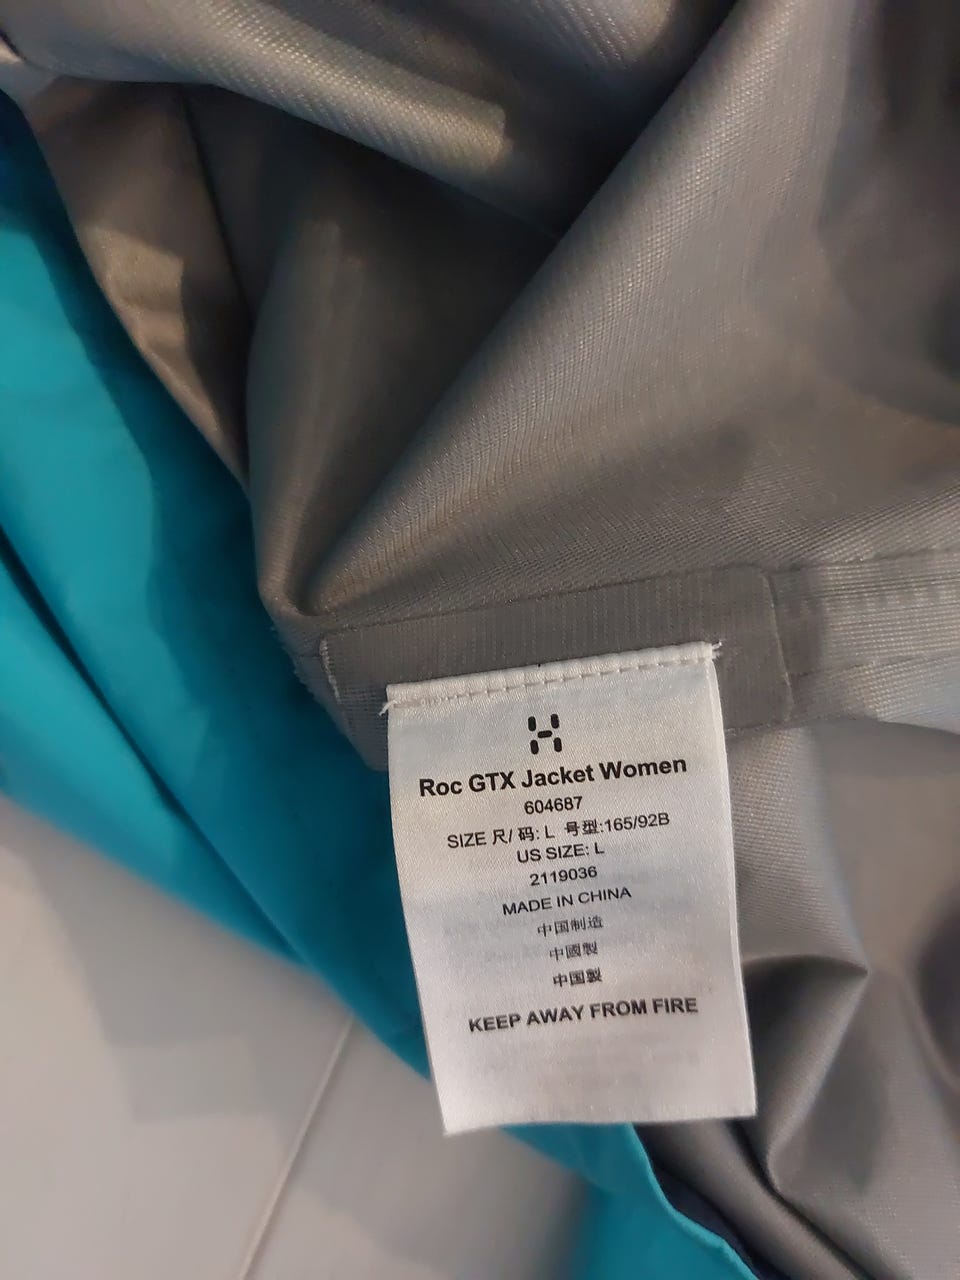 Roc GTX Jacket Women
604687
SIZE 尺/ 码: L 号型:165/92B
US SIZE: L
2119036
MADE IN CHINA
中国制造
中國製
中国製
KEEP AWAY FROM FIRE